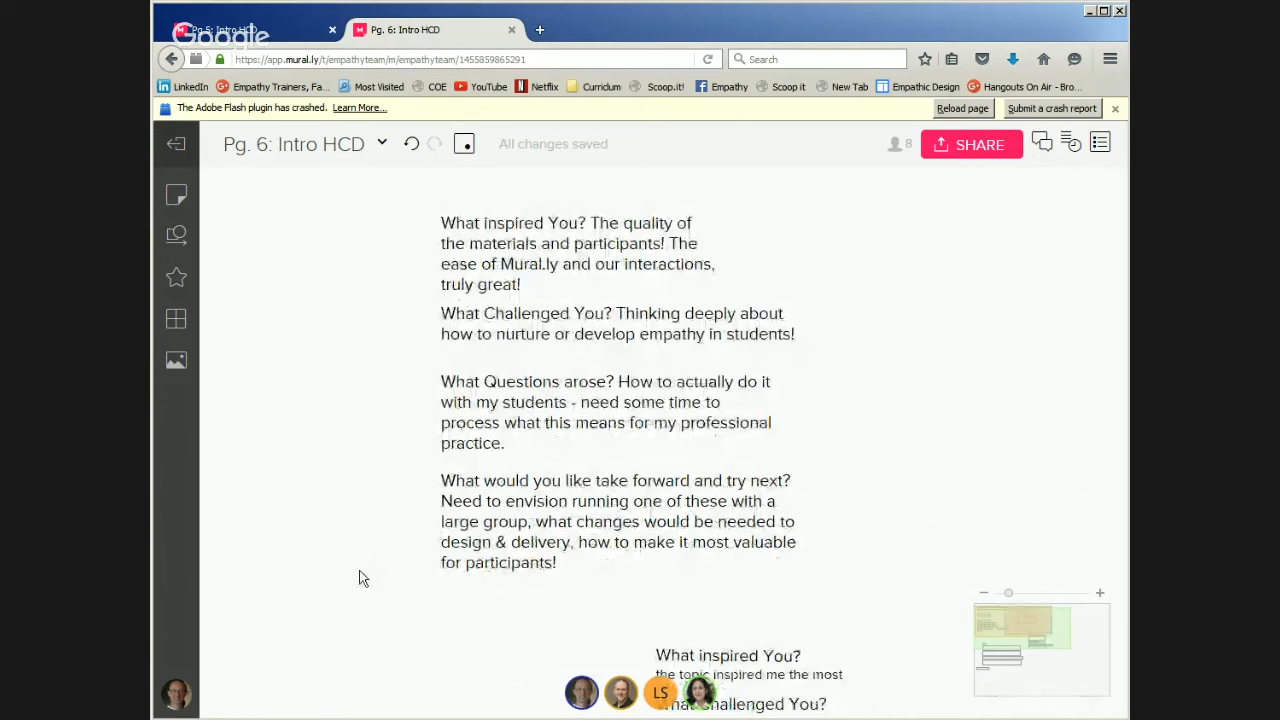 Pg. 5: Intro HCD
Pg. 6: Intro HCD
Google
https://app.mural.ly/t/empathyteam/m/empathyteam/1455859865291
Search
LinkedIn
Empathy Trainers, Fa...
Most Visited
COE
YouTube
Netflix
Curridum
Scoop.it!
Empathy
Scoop it
New Tab
Empathic Design
Hangouts On Air - Bro...
The Adobe Flash plugin has crashed. Learn More...
Reload page
Submit a crash report
Pg. 6: Intro HCD
All changes saved
8
SHARE
What inspired You? The quality of
the materials and participants! The
ease of Mural.ly and our interactions,
truly great!
What Challenged You? Thinking deeply about
how to nurture or develop empathy in students!
What Questions arose? How to actually do it
with my students - need some time to
process what this means for my professional
practice.
What would you like take forward and try next?
Need to envision running one of these with a
large group, what changes would be needed to
design & delivery, how to make it most valuable
for participants!
What inspired You?
the topic inspired me the most
What Challenged You?
LS